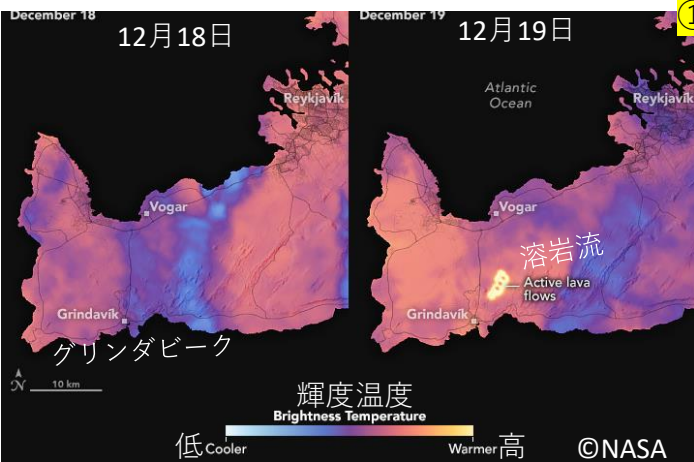 December 18
12月18日
Reykjavík
Vogar
Grindavík
グリンダビーク
N
10 km
December 19
12月19日
①
Atlantic
Ocean
Reykjavík
Vogar
溶岩流
Active lava
flows
Grindavík
輝度温度
Brightness Temperature
低 Cooler
Warmer 高
©NASA